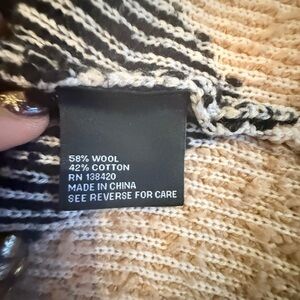 58% WOOL
42% COTTON
RN 138420
MADE IN CHINA
SEE REVERSE FOR CARE